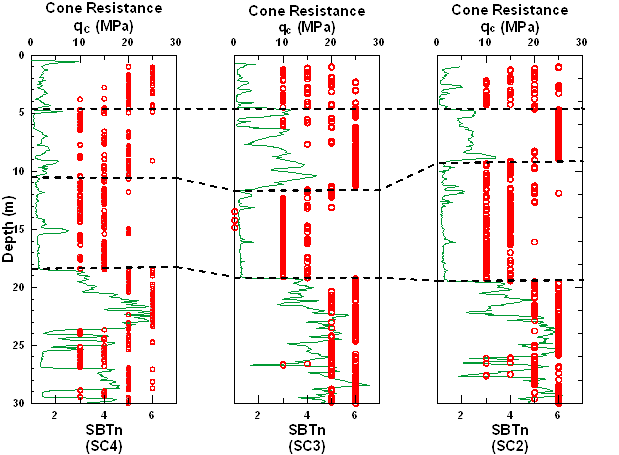 Cone Resistance Cone Resistance Cone Resistance
qc (MPa) qc (MPa) qc (MPa)
0 10 20 30 0 10 20 30 0 10 20 30
0
5
10
15
20
25
30
Depth (m)
2 4 6 2 4 6 2 4 6
SBTn SBTn SBTn
(SC4) (SC3) (SC2)